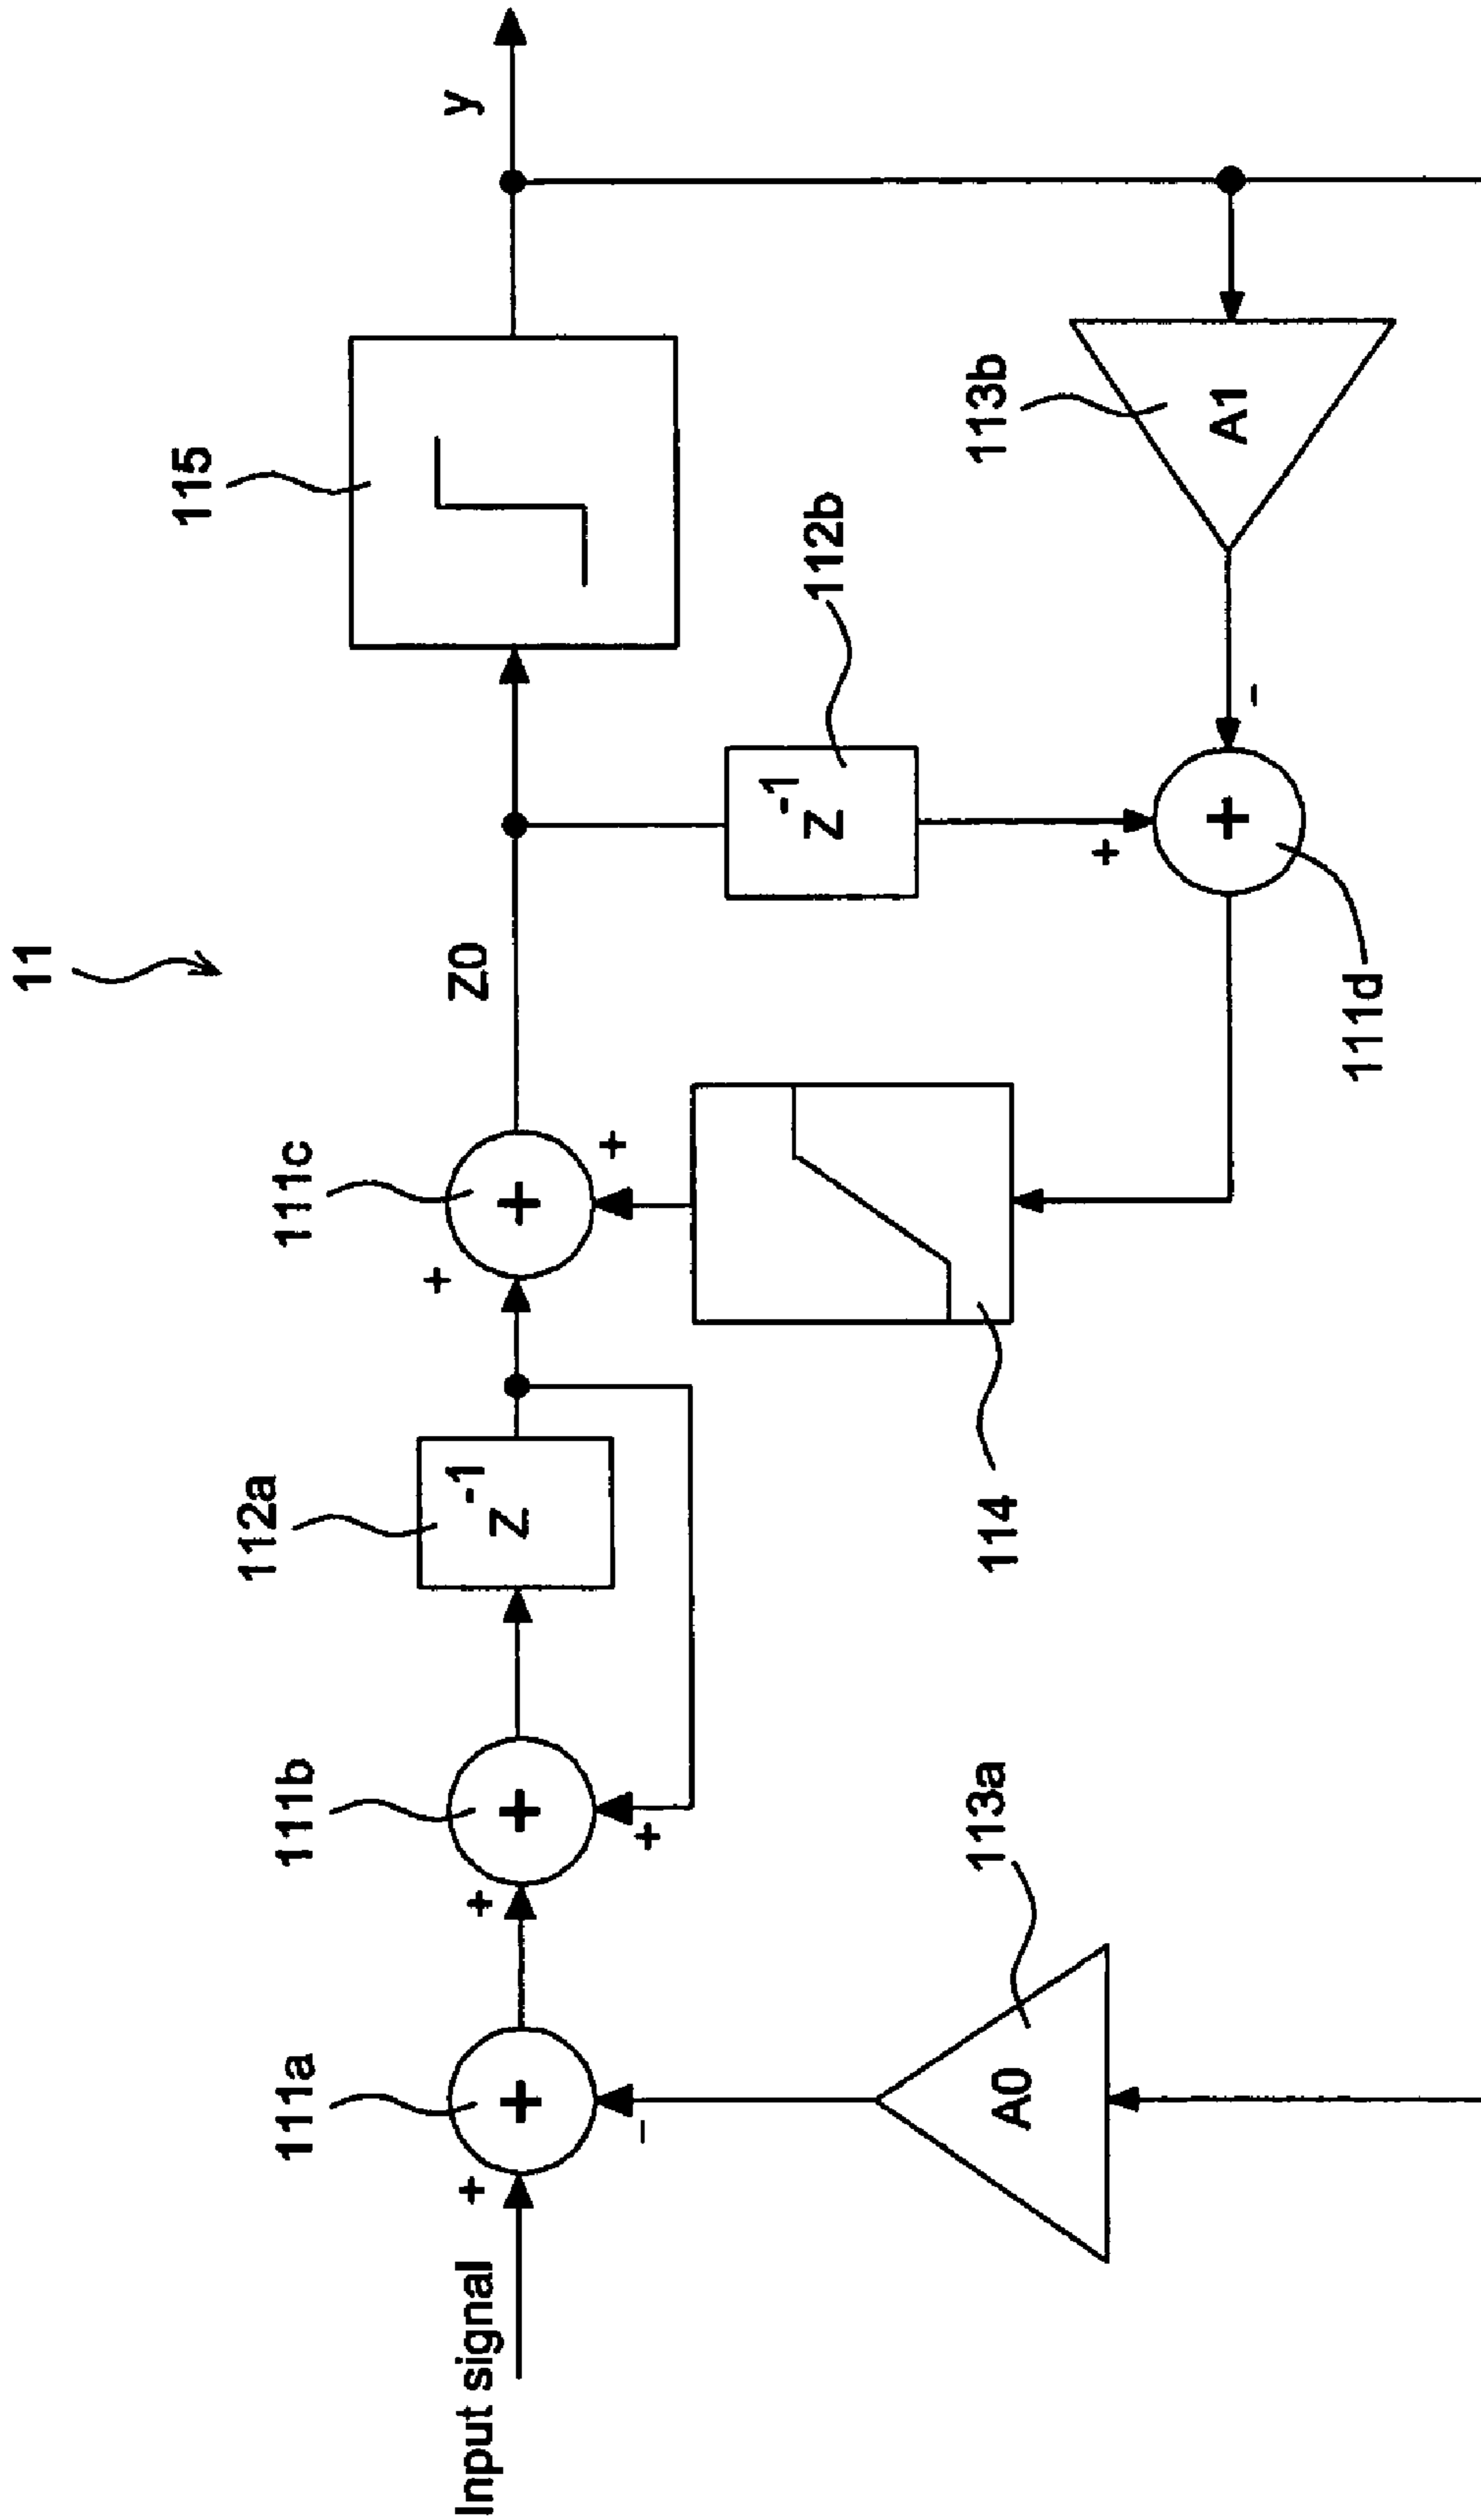 11
115
y
111a
111b
112a
111c
Z0
Input signal
+
+
+
+
+
z⁻¹
+
+
-
+
+
114
z⁻¹
112b
113b
A1
-
+
+
111d
113a
A0